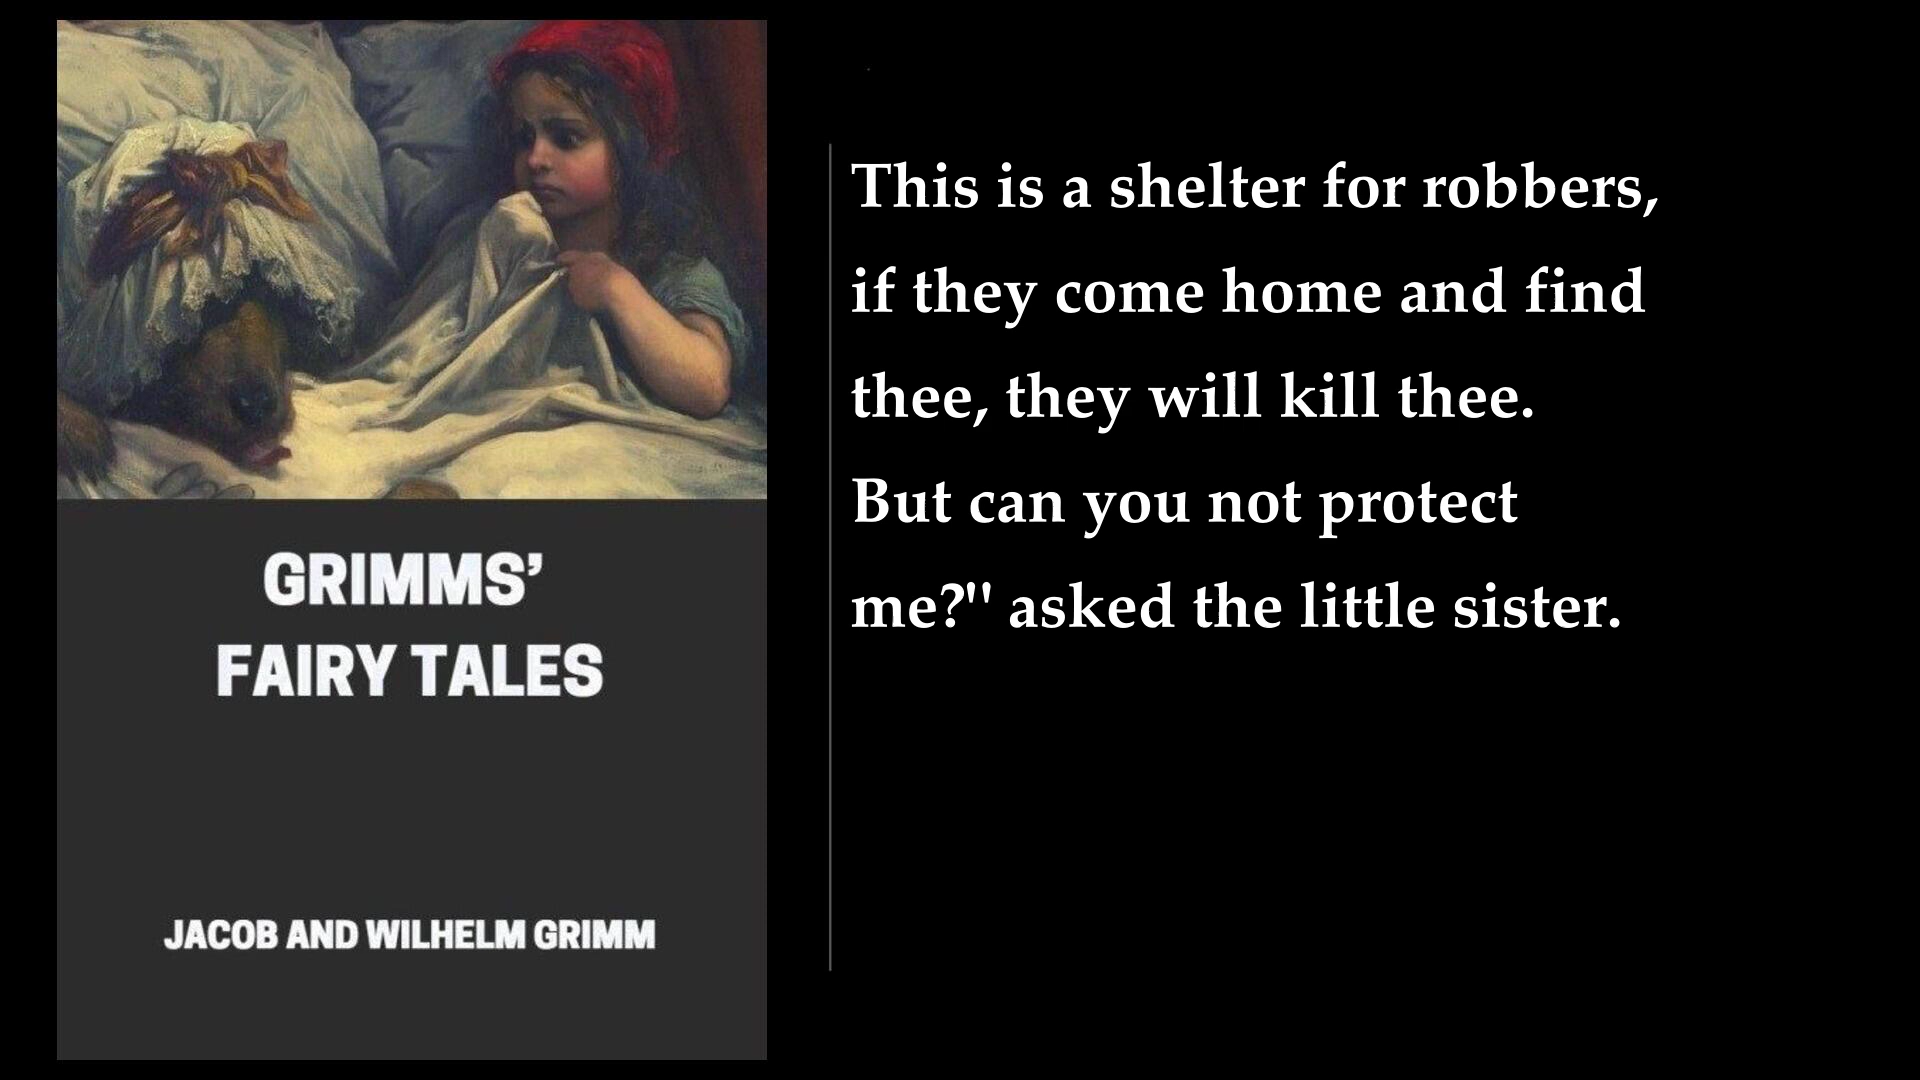 GRIMMS’
FAIRY TALES
JACOB AND WILHELM GRIMM
This is a shelter for robbers,
if they come home and find
thee, they will kill thee.
But can you not protect
me?" asked the little sister.